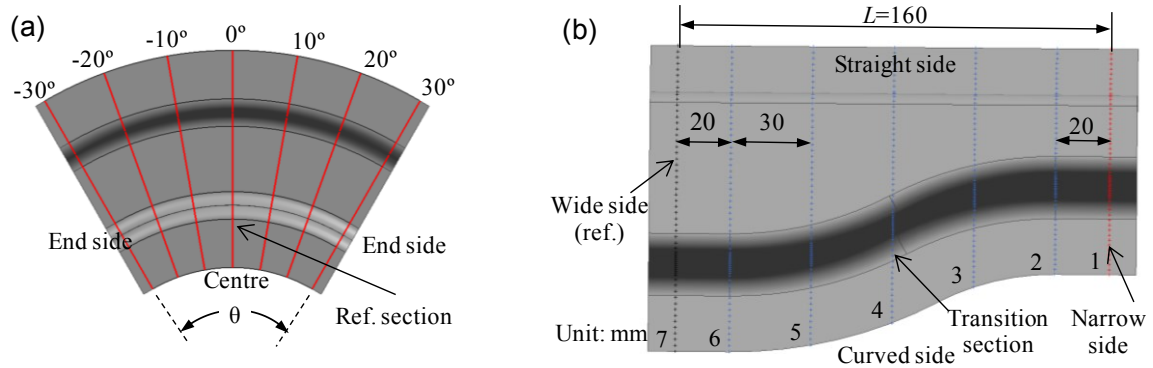 (a)
-30º
-20º
-10º
0º
10º
20º
30º
End side
End side
Centre
Ref. section
θ
(b)
L=160
Straight side
20
30
20
Wide side
(ref.)
Unit: mm
7
6
5
4
3
2
1
Curved side
Transition
section
Narrow
side